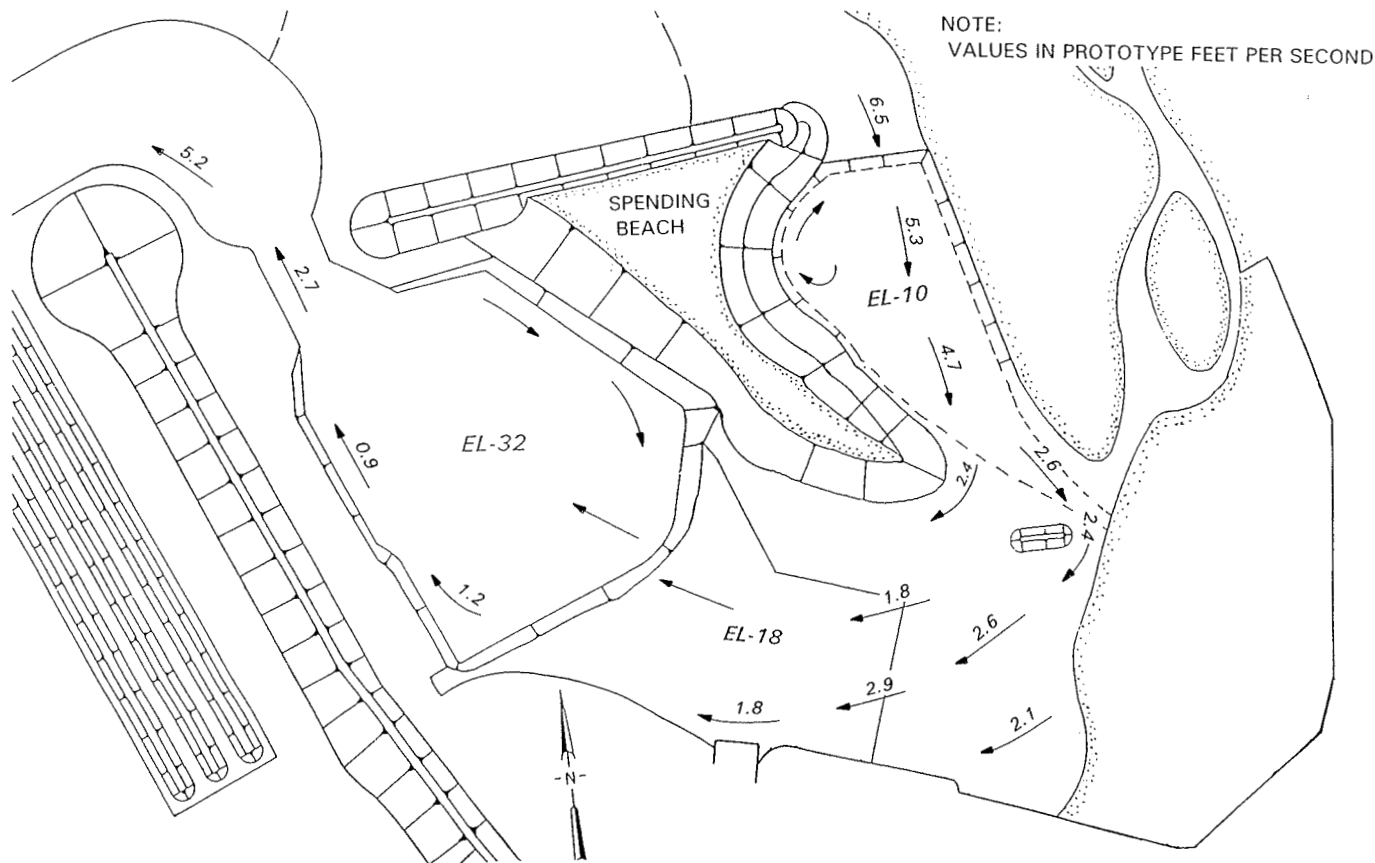 NOTE:
VALUES IN PROTOTYPE FEET PER SECOND
6.5
5.2
SPENDING
BEACH
5.3
2.7
EL-10
4.7
EL-32
0.9
2.6
2.4
2.4
1.2
1.8
2.6
EL-18
2.9
1.8
2.1
-N-